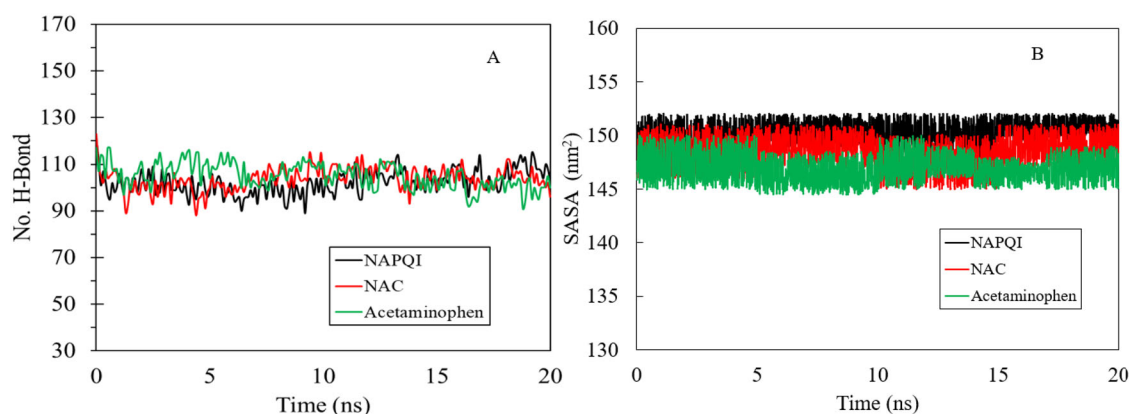 A
No. H-Bond
170
150
130
110
90
70
50
30
0
5
10
15
20
Time (ns)
NAPQI
NAC
Acetaminophen
B
SASA (nm²)
160
155
150
145
140
135
130
0
5
10
15
20
Time (ns)
NAPQI
NAC
Acetaminophen